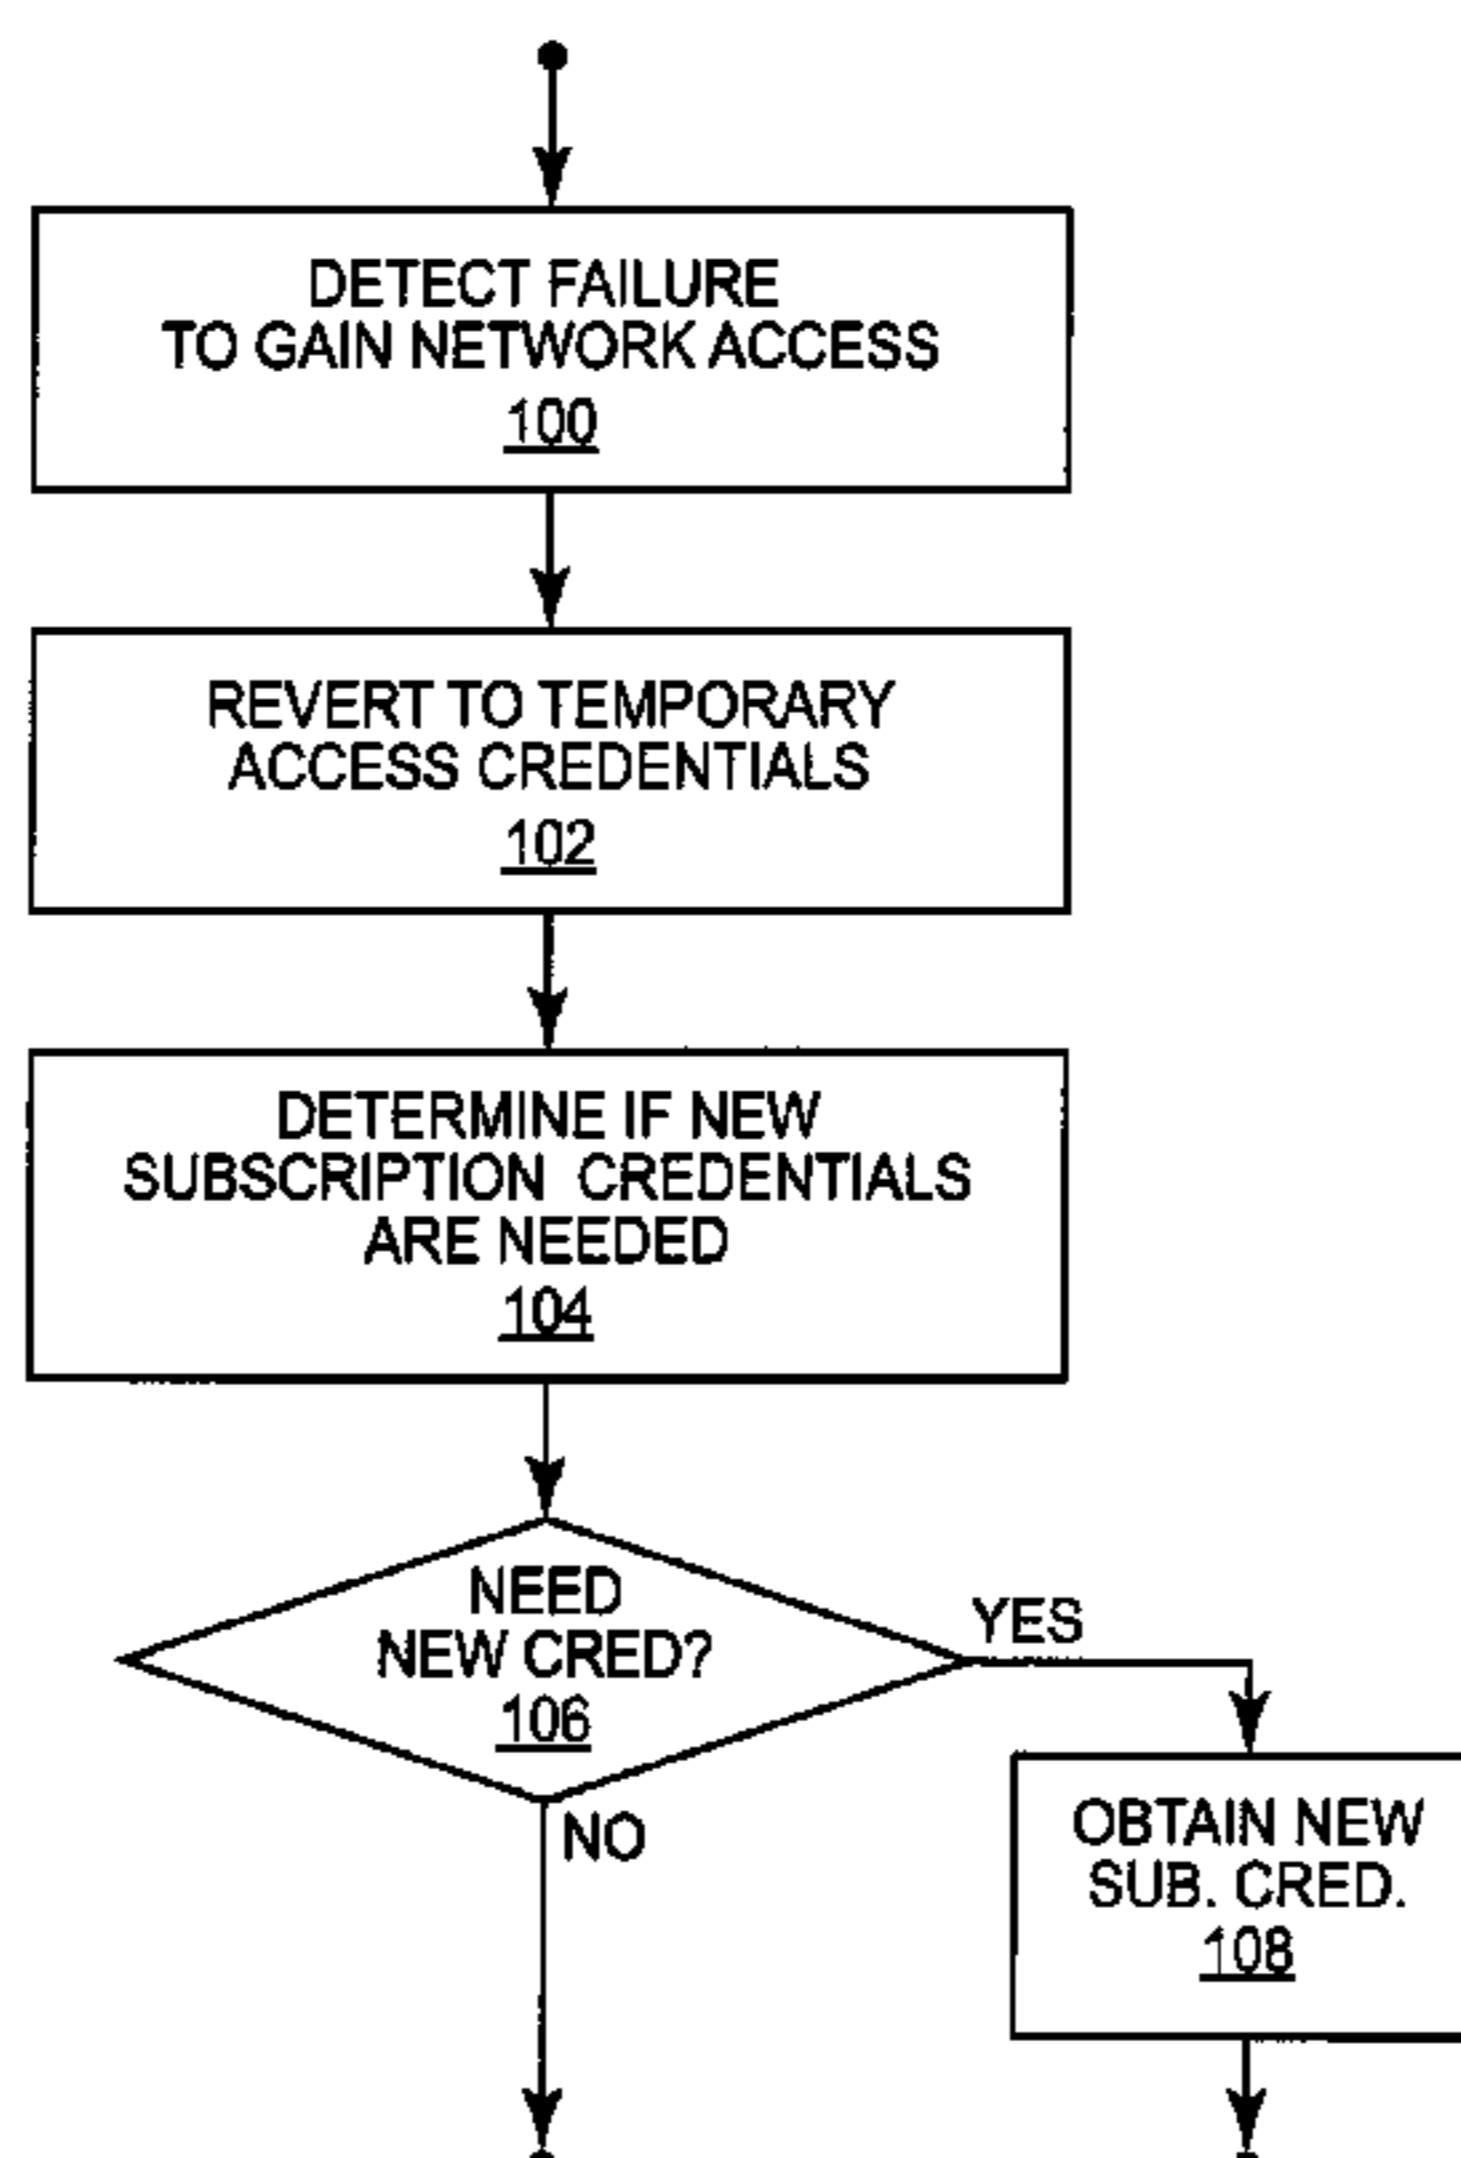 DETECT FAILURE
TO GAIN NETWORK ACCESS
100
REVERT TO TEMPORARY
ACCESS CREDENTIALS
102
DETERMINE IF NEW
SUBSCRIPTION CREDENTIALS
ARE NEEDED
104
NEED
NEW CRED?
106
YES
NO
OBTAIN NEW
SUB. CRED.
108